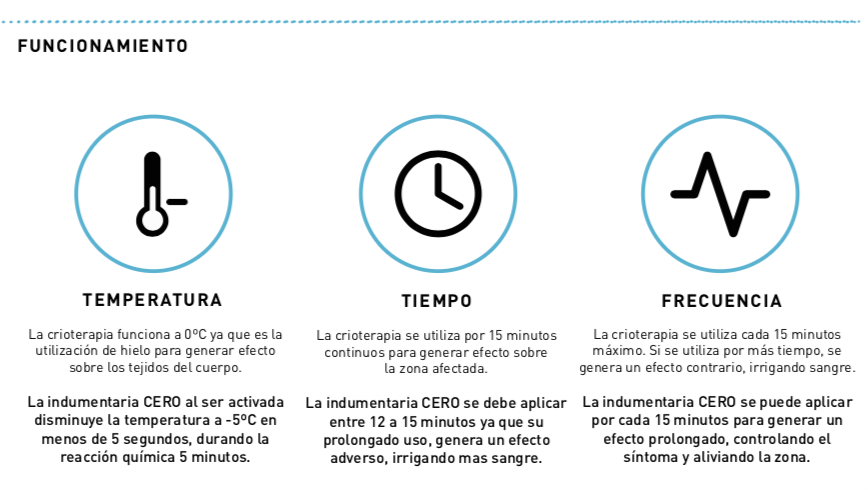 FUNCIONAMIENTO
TEMPERATURA
La crioterapia funciona a 0ºC ya que es la
utilización de hielo para generar efecto
sobre los tejidos del cuerpo.
La indumentaria CERO al ser activada
disminuye la temperatura a -5ºC en
menos de 5 segundos, durando la
reacción química 5 minutos.
TIEMPO
La crioterapia se utiliza por 15 minutos
continuos para generar efecto sobre
la zona afectada.
La indumentaria CERO se debe aplicar
entre 12 a 15 minutos ya que su
prolongado uso, genera un efecto
adverso, irrigando mas sangre.
FRECUENCIA
La crioterapia se utiliza cada 15 minutos
máximo. Si se utiliza por más tiempo, se
genera un efecto contrario, irrigando sangre.
La indumentaria CERO se puede aplicar
por cada 15 minutos para generar un
efecto prolongado, controlando el
síntoma y aliviando la zona.